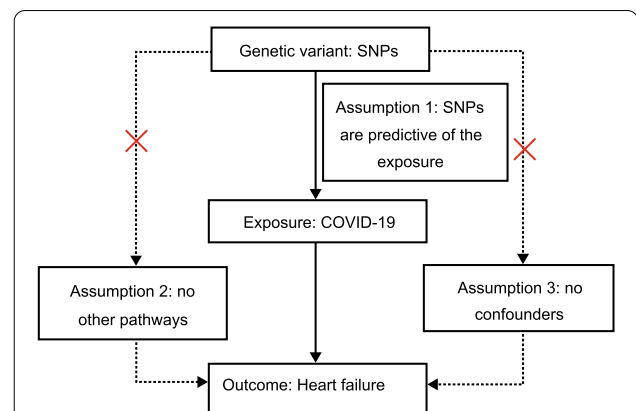 Genetic variant: SNPs
Assumption 1: SNPs
are predictive of the
exposure
Exposure: COVID-19
Assumption 2: no
other pathways
Assumption 3: no
confounders
Outcome: Heart failure